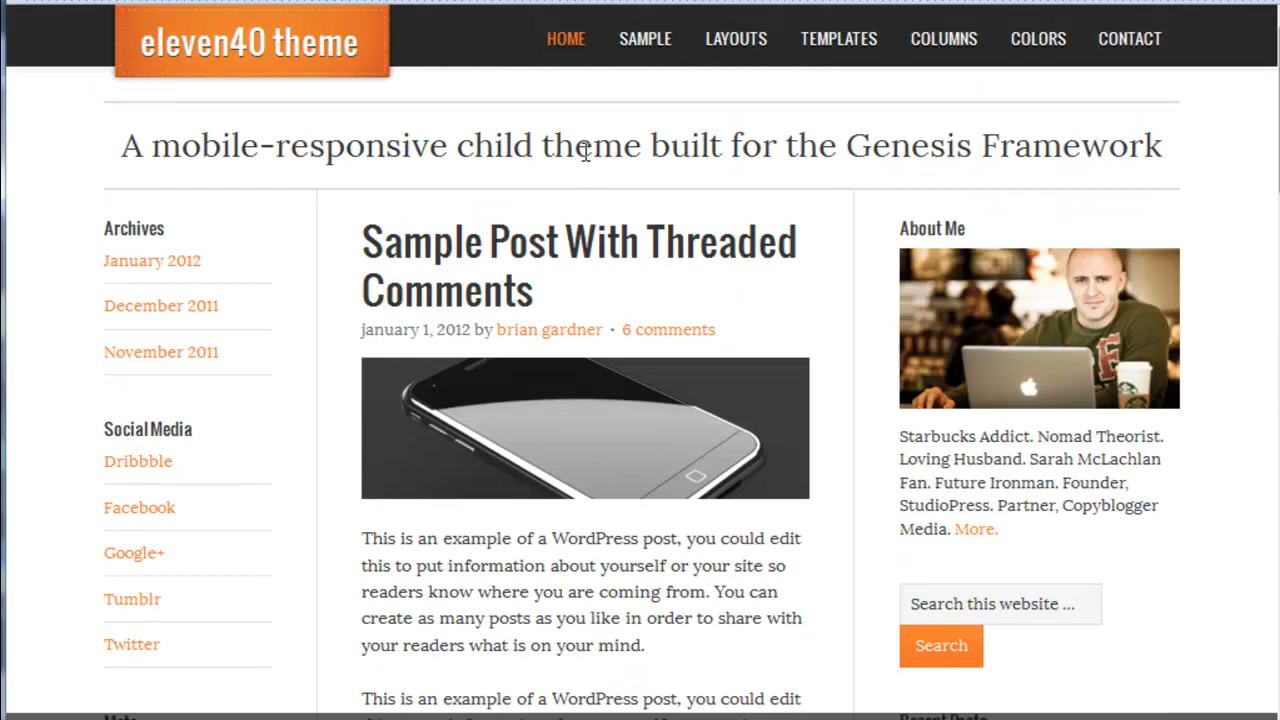 eleven40 theme
HOME SAMPLE LAYOUTS TEMPLATES COLUMNS COLORS CONTACT
A mobile-responsive child theme built for the Genesis Framework
Archives
January 2012
December 2011
November 2011
Social Media
Dribbble
Facebook
Google+
Tumblr
Twitter
Sample Post With Threaded
Comments
january 1, 2012 by brian gardner · 6 comments
This is an example of a WordPress post, you could edit
this to put information about yourself or your site so
readers know where you are coming from. You can
create as many posts as you like in order to share with
your readers what is on your mind.
This is an example of a WordPress post, you could edit
About Me
Starbucks Addict. Nomad Theorist.
Loving Husband. Sarah McLachlan
Fan. Future Ironman. Founder,
StudioPress. Partner, Copyblogger
Media. More.
Search this website ...
Search